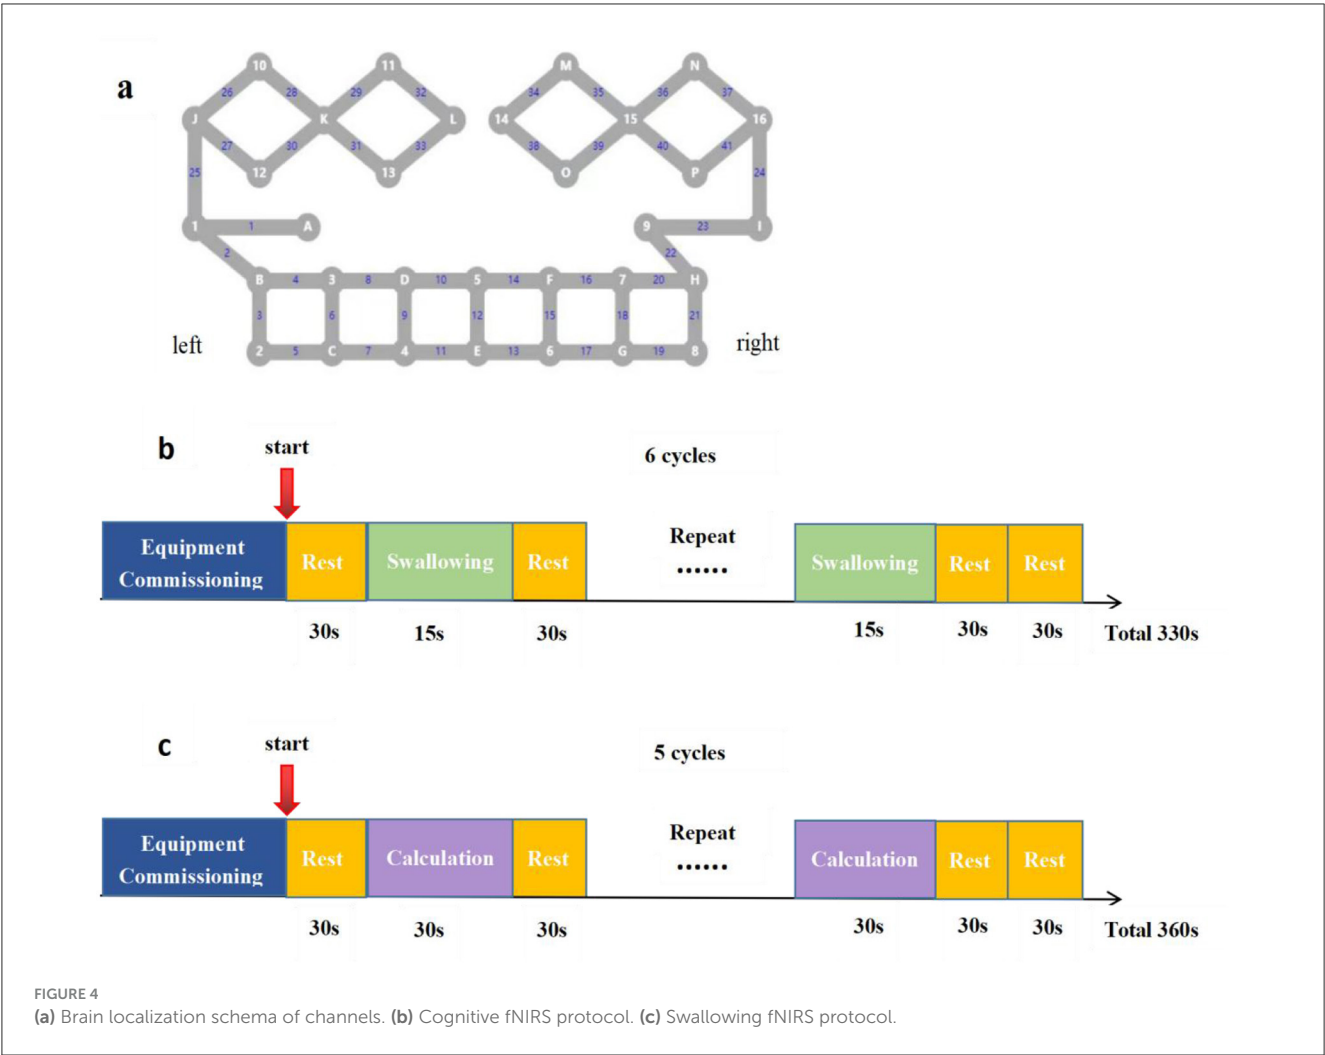 a
10 11 M N
26 28 29 32 34 35 36 37
J K L 14 15 16
27 30 31 33 38 39 40 41
12 13 O P
25 24
1 1 A 9 23 I
2 22
B 4 3 8 D 10 5 14 F 16 7 20 H
3 6 9 12 15 18 21
left right
2 5 C 7 4 11 E 13 6 17 G 19 8
b
start
6 cycles
Equipment
Commissioning
Rest
Swallowing
Rest
Repeat
......
Swallowing
Rest
Rest
30s 15s 30s 15s 30s 30s Total 330s
c
start
5 cycles
Equipment
Commissioning
Rest
Calculation
Rest
Repeat
......
Calculation
Rest
Rest
30s 30s 30s 30s 30s 30s Total 360s
FIGURE 4
(a) Brain localization schema of channels. (b) Cognitive fNIRS protocol. (c) Swallowing fNIRS protocol.